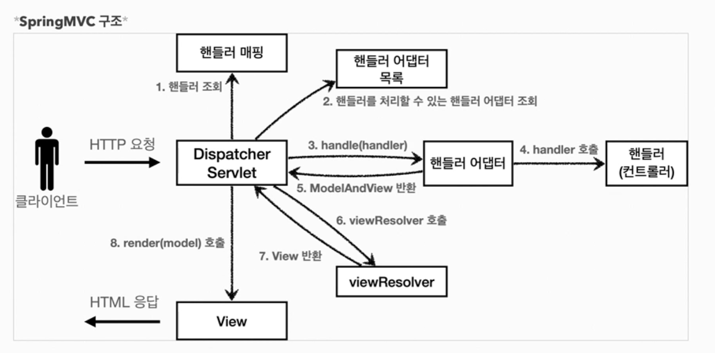 *SpringMVC 구조*
핸들러 매핑
핸들러 어댑터
목록
1. 핸들러 조회
2. 핸들러를 처리할 수 있는 핸들러 어댑터 조회
HTTP 요청
Dispatcher
Servlet
3. handle(handler)
핸들러 어댑터
4. handler 호출
핸들러
(컨트롤러)
클라이언트
5. ModelAndView 반환
6. viewResolver 호출
8. render(model) 호출
7. View 반환
viewResolver
HTML 응답
View